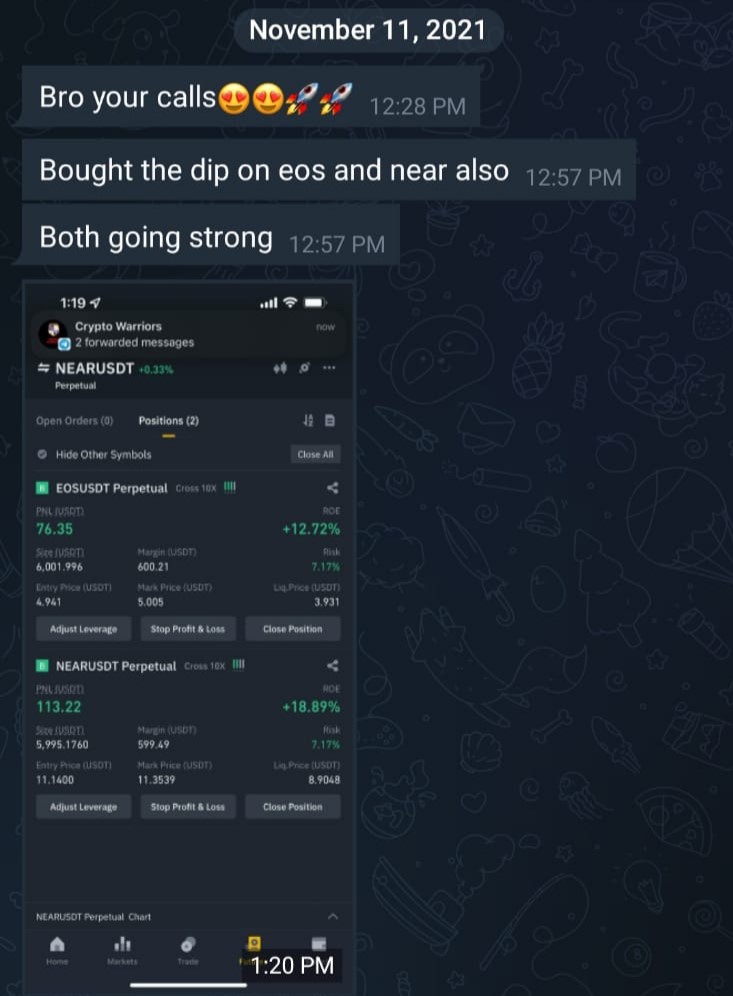 November 11, 2021
Bro your calls😍😍🚀🚀 12:28 PM
Bought the dip on eos and near also 12:57 PM
Both going strong 12:57 PM
1:19
Crypto Warriors now
2 forwarded messages
NEARUSDT +0.33%
Perpetual
Open Orders (0) Positions (2)
Hide Other Symbols Close All
B EOSUSDT Perpetual Cross 10X !!!!
PNL (USDT) ROE
76.35 +12.72%
Size (USDT) Margin (USDT) Risk
6,001.996 600.21 7.17%
Entry Price (USDT) Mark Price (USDT) Liq.Price (USDT)
4.941 5.005 3.931
Adjust Leverage Stop Profit & Loss Close Position
B NEARUSDT Perpetual Cross 10X !!!!
PNL (USDT) ROE
113.22 +18.89%
Size (USDT) Margin (USDT) Risk
5,995.1760 599.49 7.17%
Entry Price (USDT) Mark Price (USDT) Liq.Price (USDT)
11.1400 11.3539 8.9048
Adjust Leverage Stop Profit & Loss Close Position
NEARUSDT Perpetual Chart
Home Markets Trade
1:20 PM